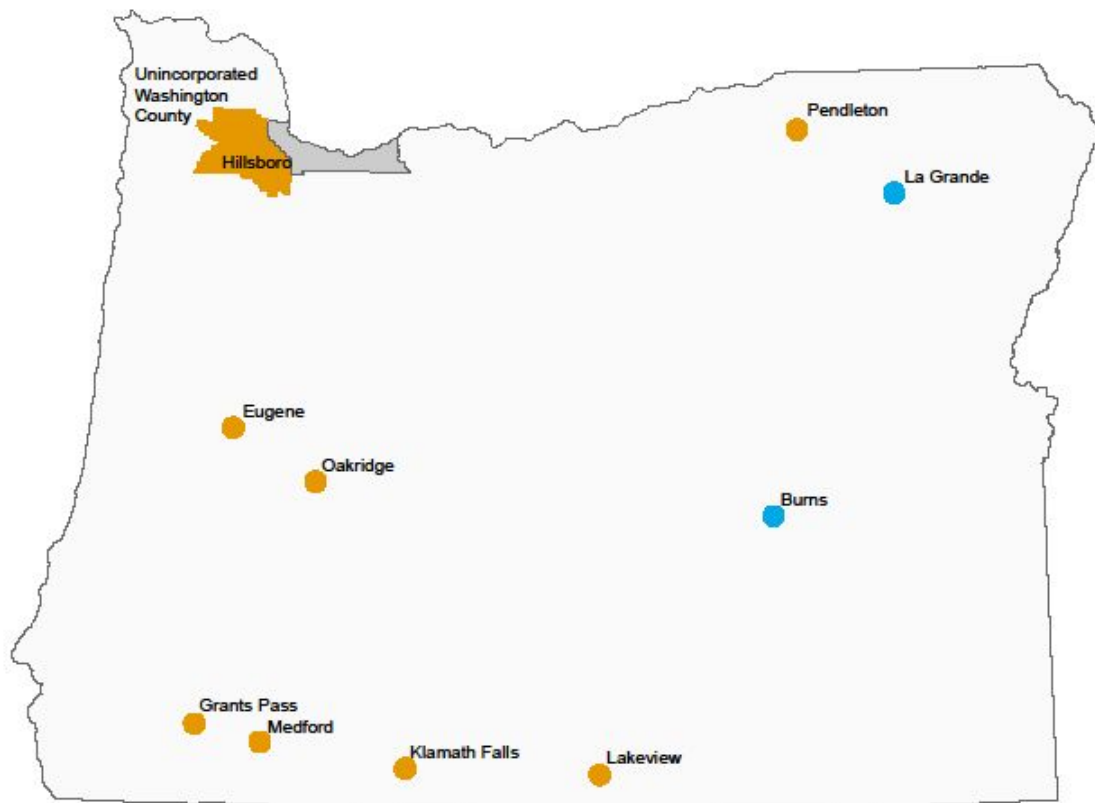 Unincorporated
Washington
County
Hillsboro
Pendleton
La Grande
Eugene
Oakridge
Burns
Grants Pass
Medford
Klamath Falls
Lakeview